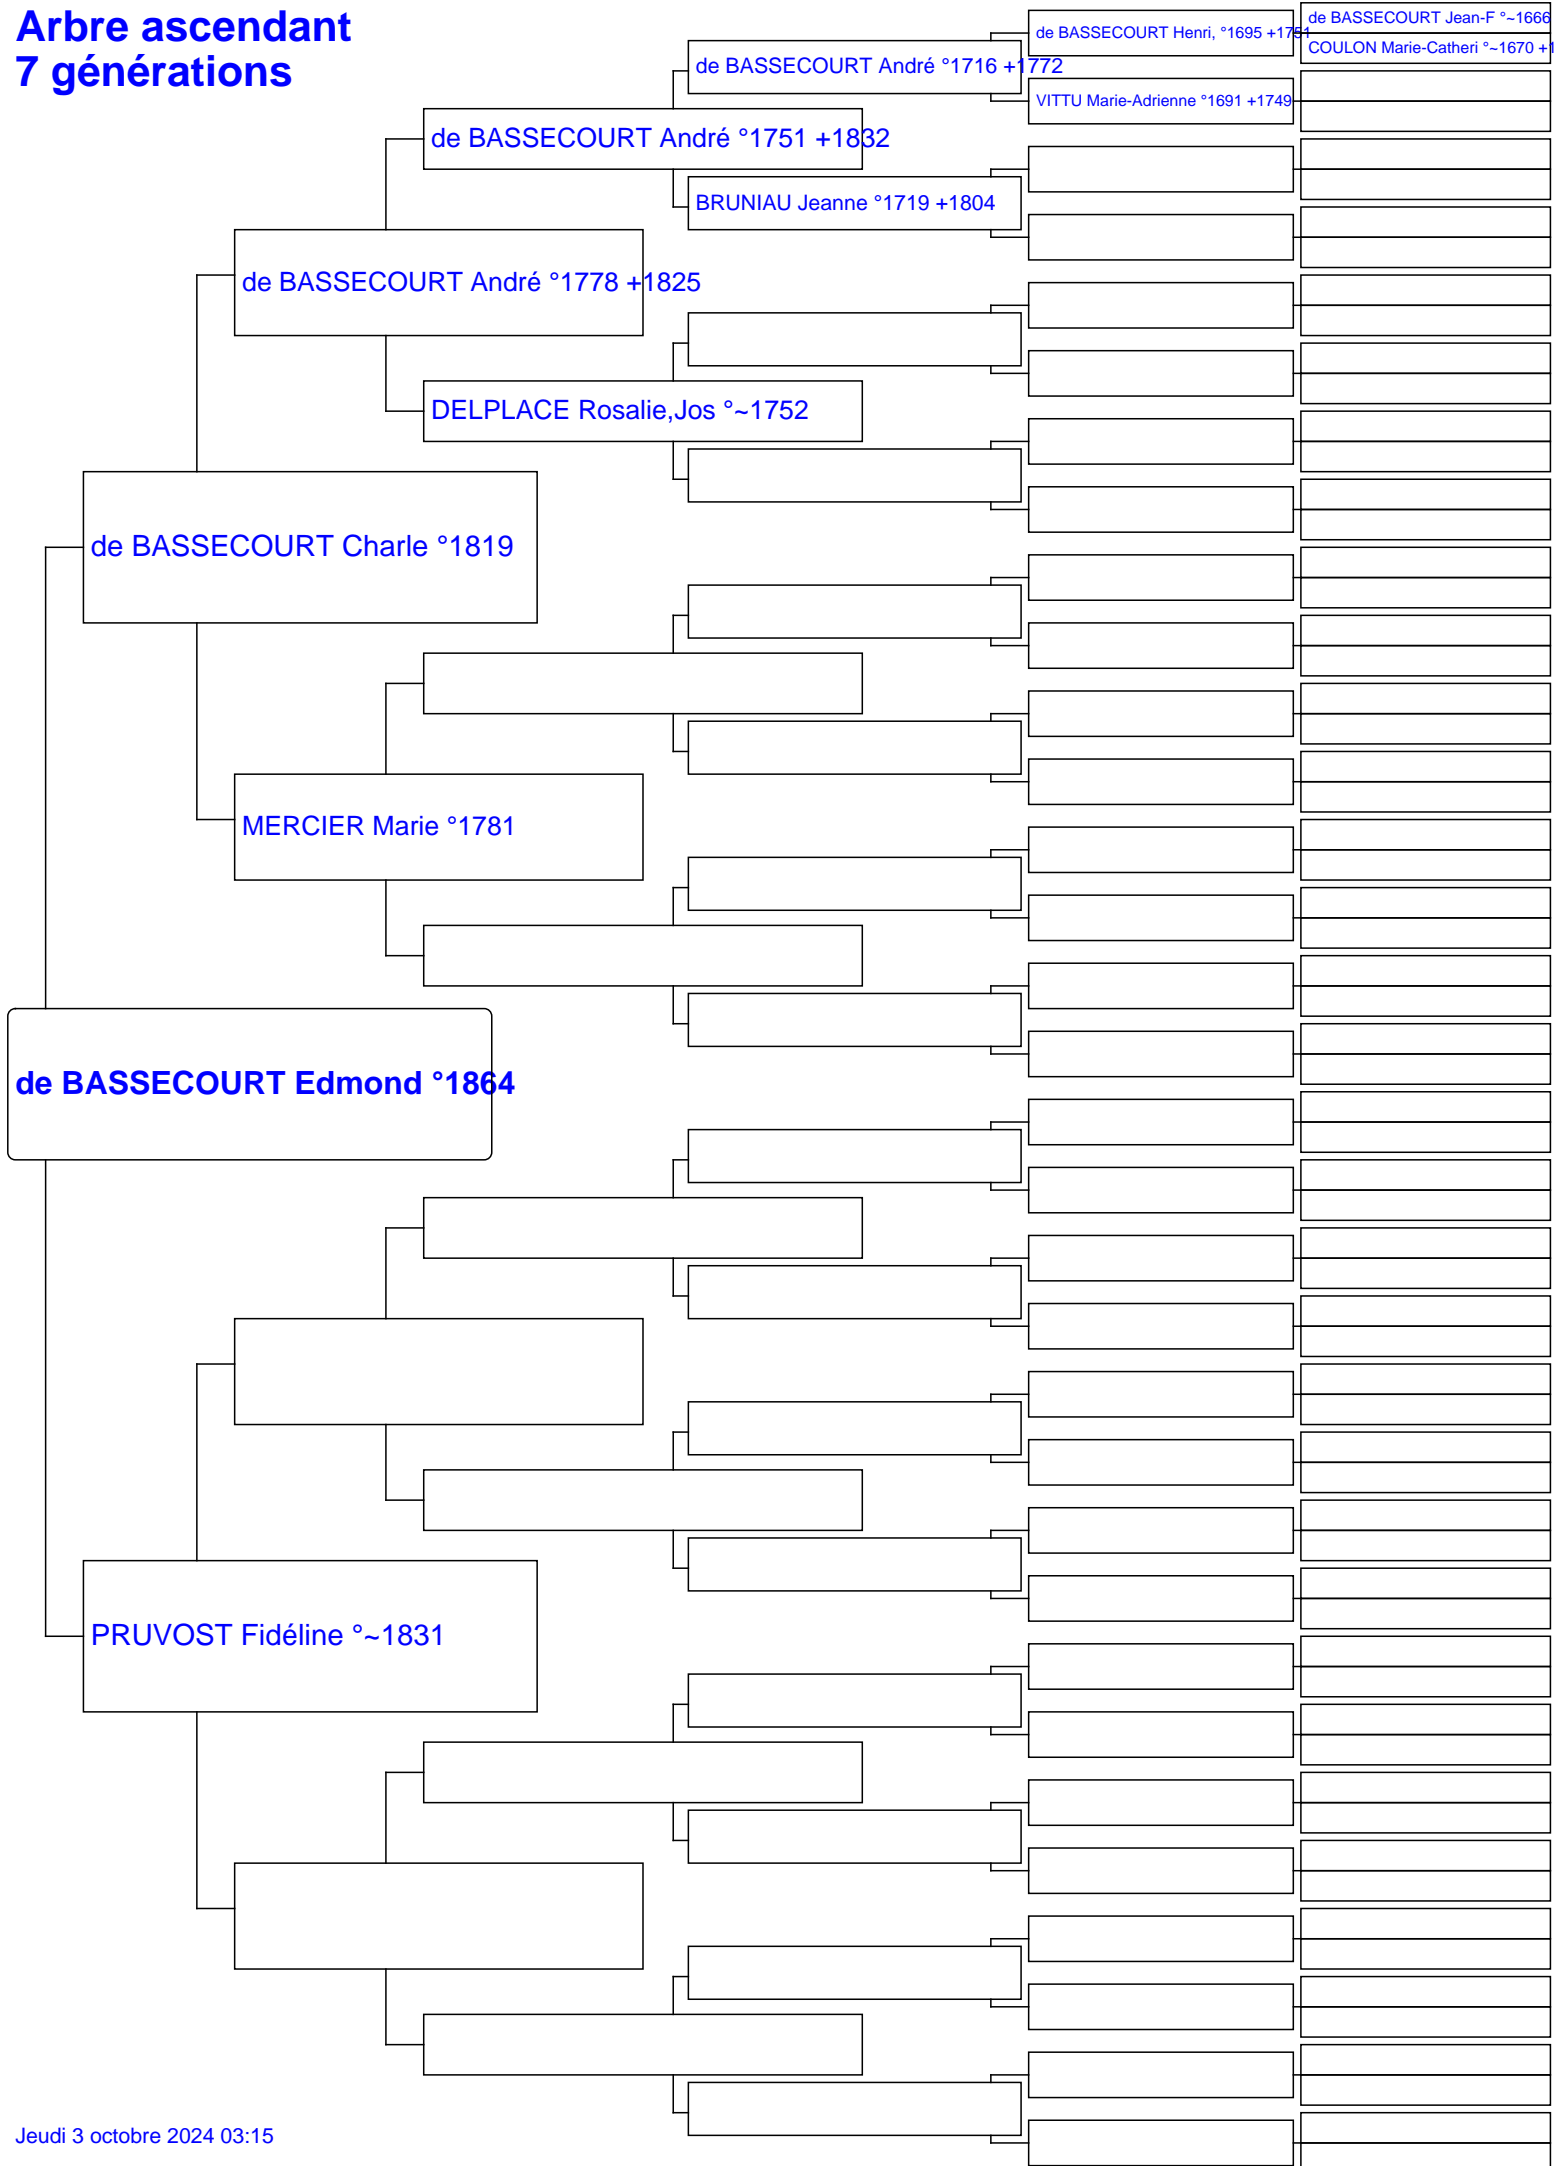 Arbre ascendant
7 générations
de BASSECOURT Jean-F °~1666
de BASSECOURT Henri, °1695 +1751
COULON Marie-Catheri °~1670 +1
de BASSECOURT André °1716 +1772
VITTU Marie-Adrienne °1691 +1749
de BASSECOURT André °1751 +1832
BRUNIAU Jeanne °1719 +1804
de BASSECOURT André °1778 +1825
DELPLACE Rosalie,Jos °~1752
de BASSECOURT Charle °1819
MERCIER Marie °1781
de BASSECOURT Edmond °1864
PRUVOST Fidéline °~1831
Jeudi 3 octobre 2024 03:15